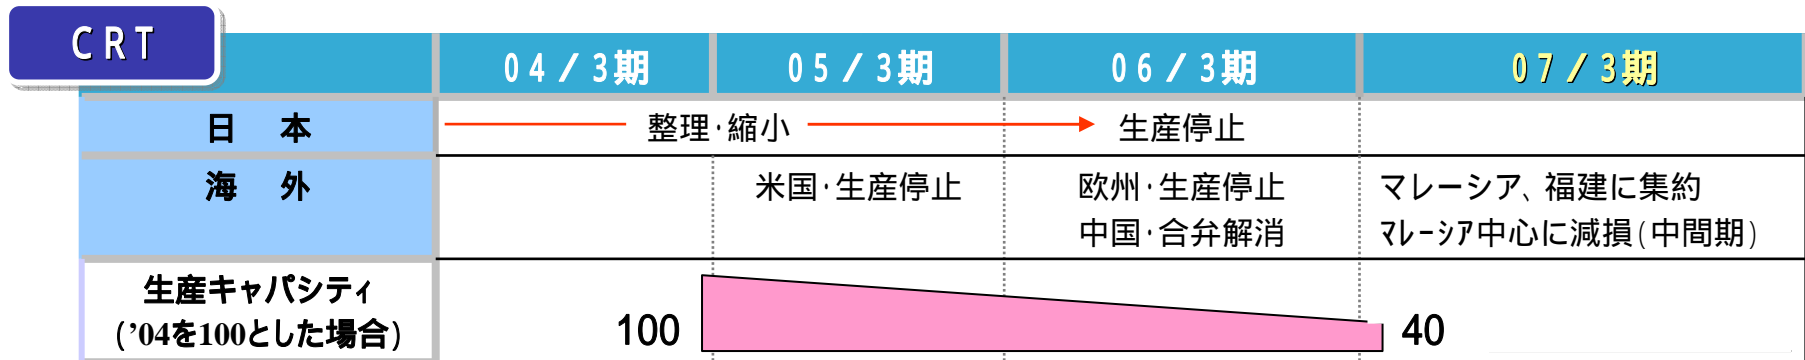 CRT
04/3期 05/3期 06/3期 07/3期
日 本 整理・縮小 生産停止
海 外 米国・生産停止 欧州・生産停止 マレーシア、福建に集約
中国・合弁解消 ﾏﾚｰｼｱ中心に減損(中間期)
生産キャパシティ
(’04を100とした場合) 100 40